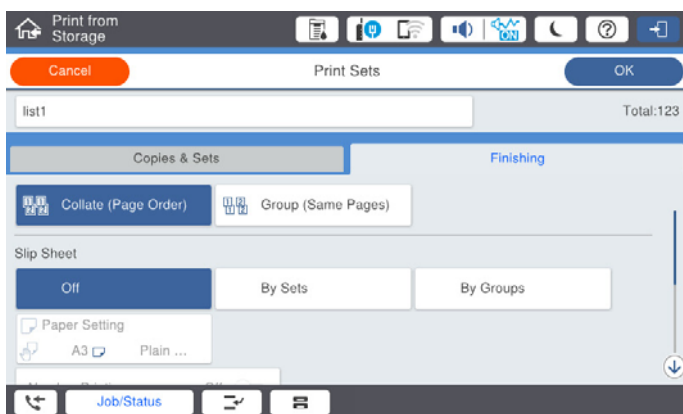 Print from
Storage
ON
Cancel
Print Sets
OK
list1
Total:123
Copies & Sets
Finishing
Collate (Page Order)
Group (Same Pages)
Slip Sheet
Off
By Sets
By Groups
Paper Setting
A3
Plain ...
Job/Status